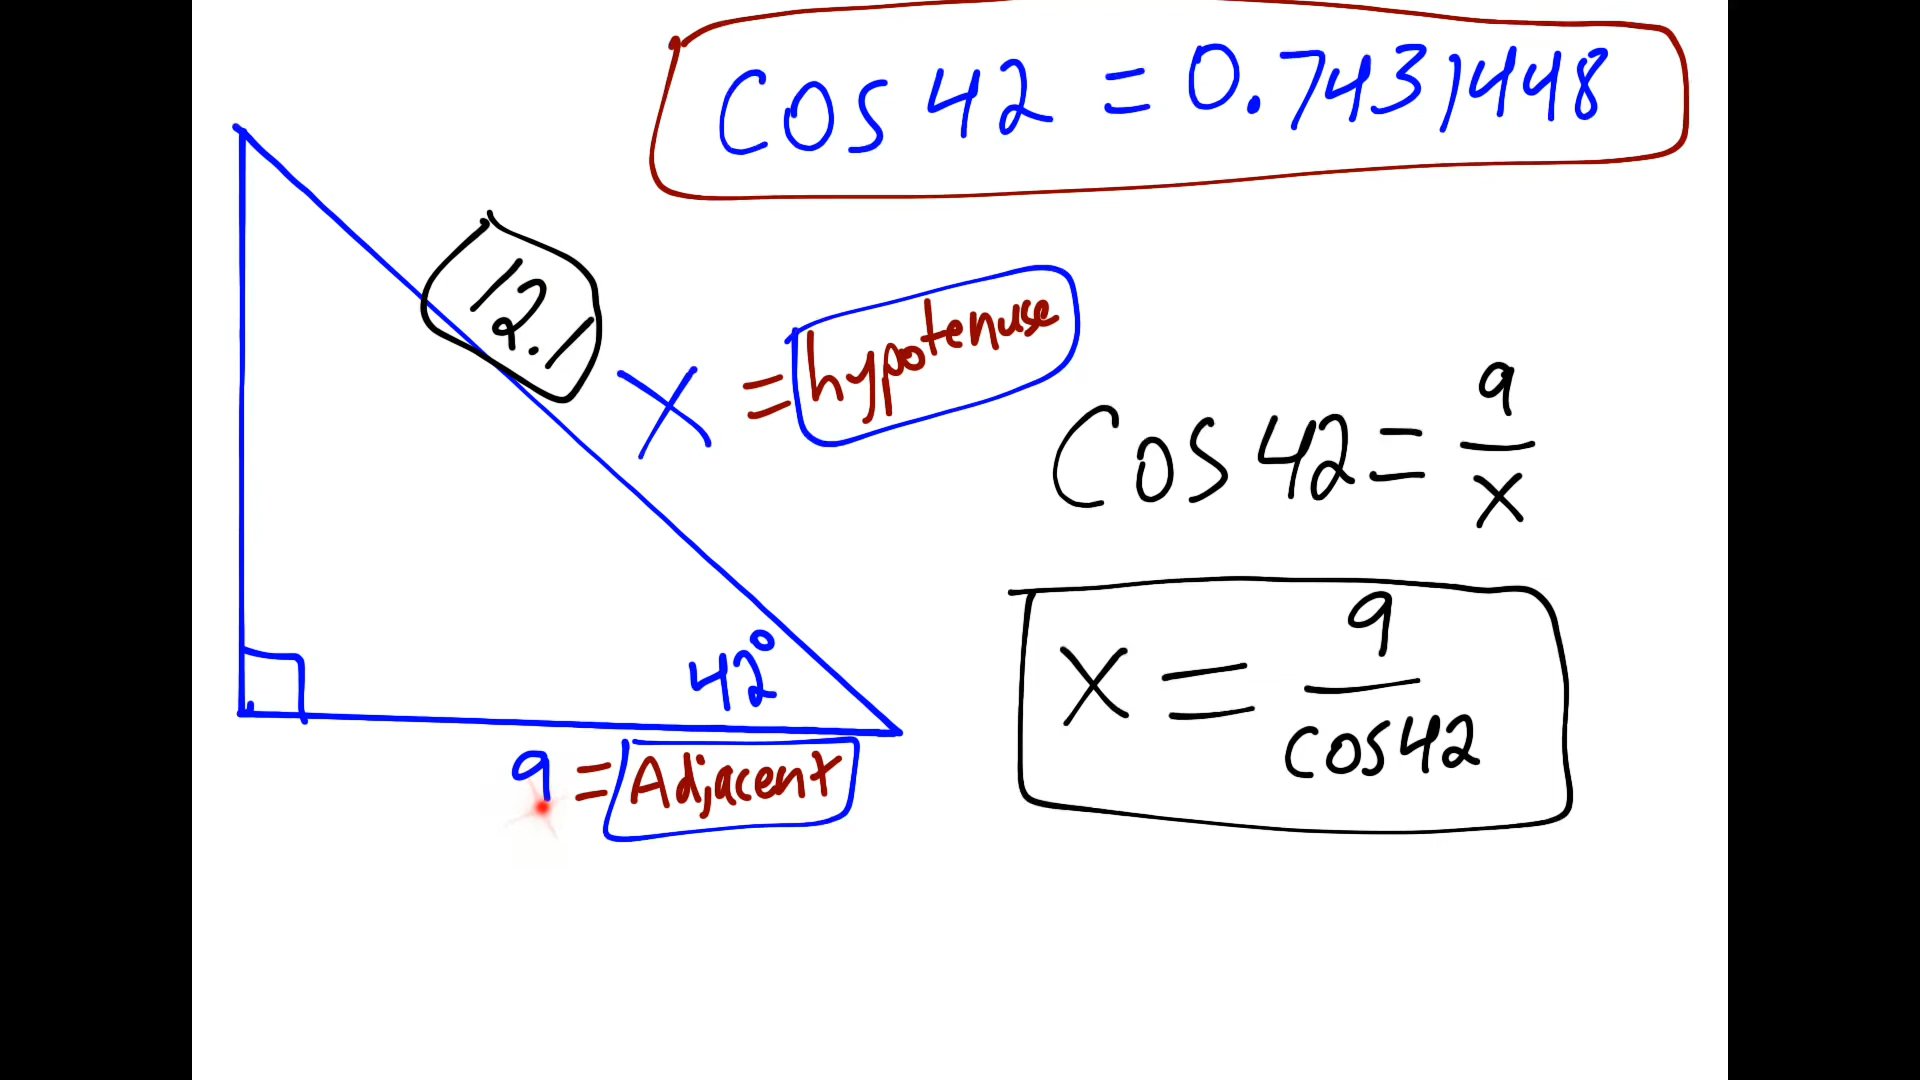 Cos 42 = 0.7431448
12.1
X = hypotenuse
Cos 42 = 9/x
42°
x = 9/cos42
9 = Adjacent